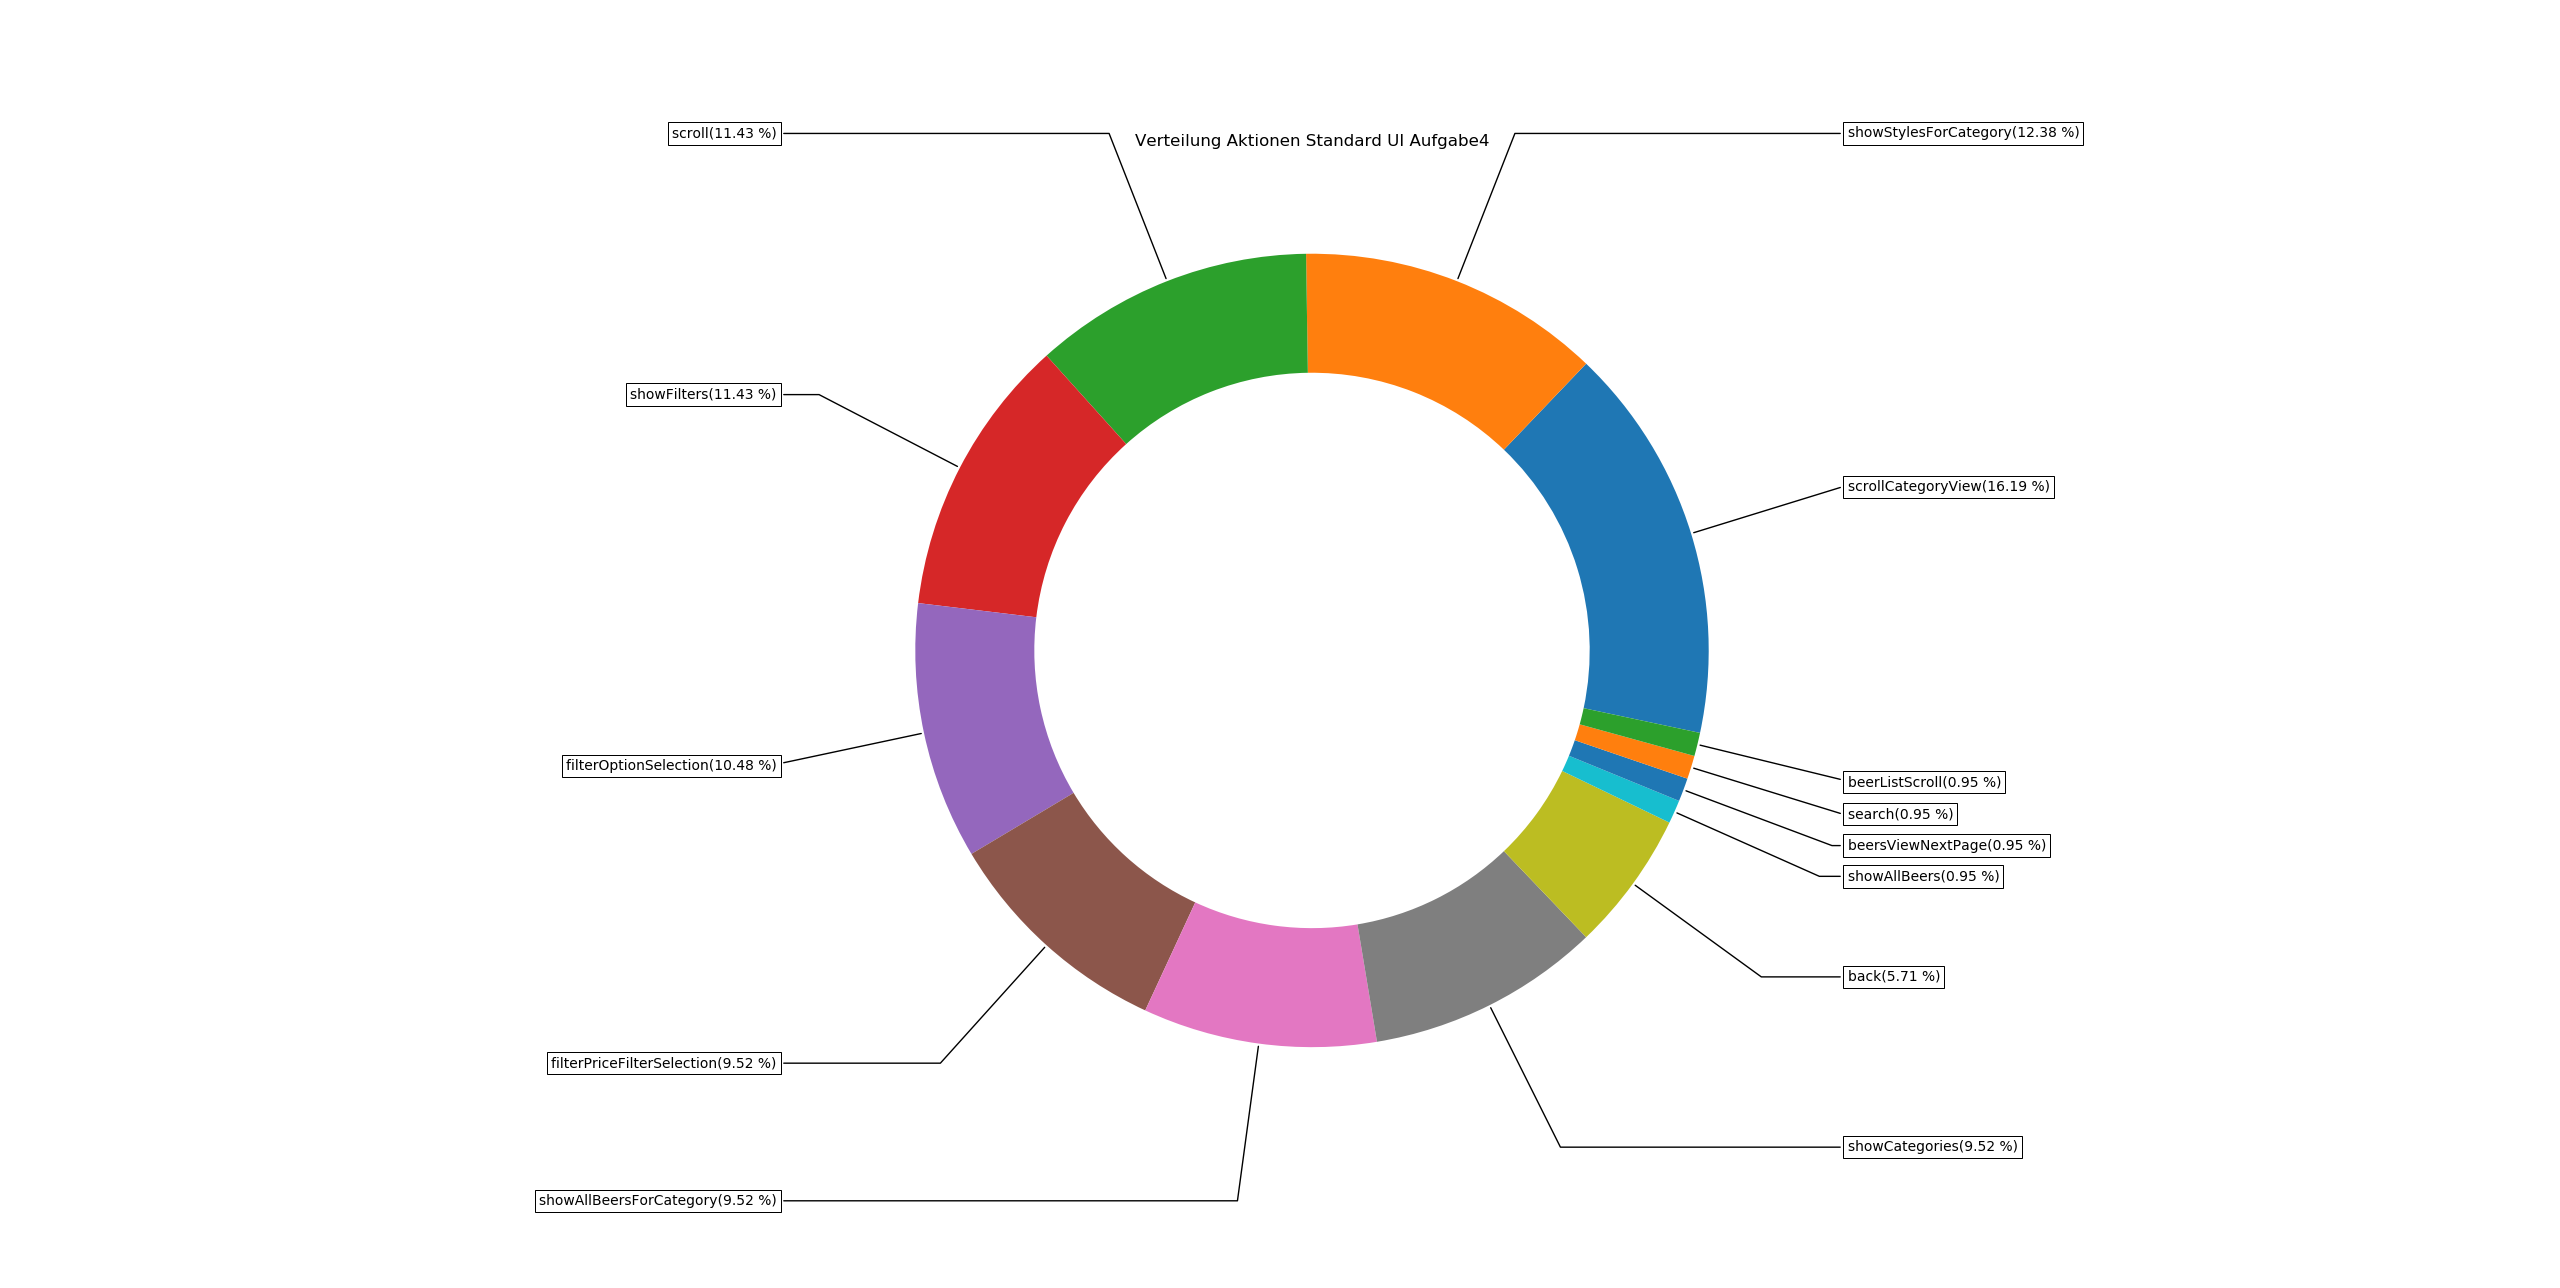 Verteilung Aktionen Standard UI Aufgabe4
scroll(11.43 %)
showStylesForCategory(12.38 %)
showFilters(11.43 %)
scrollCategoryView(16.19 %)
filterOptionSelection(10.48 %)
beerListScroll(0.95 %)
search(0.95 %)
beersViewNextPage(0.95 %)
showAllBeers(0.95 %)
back(5.71 %)
filterPriceFilterSelection(9.52 %)
showCategories(9.52 %)
showAllBeersForCategory(9.52 %)